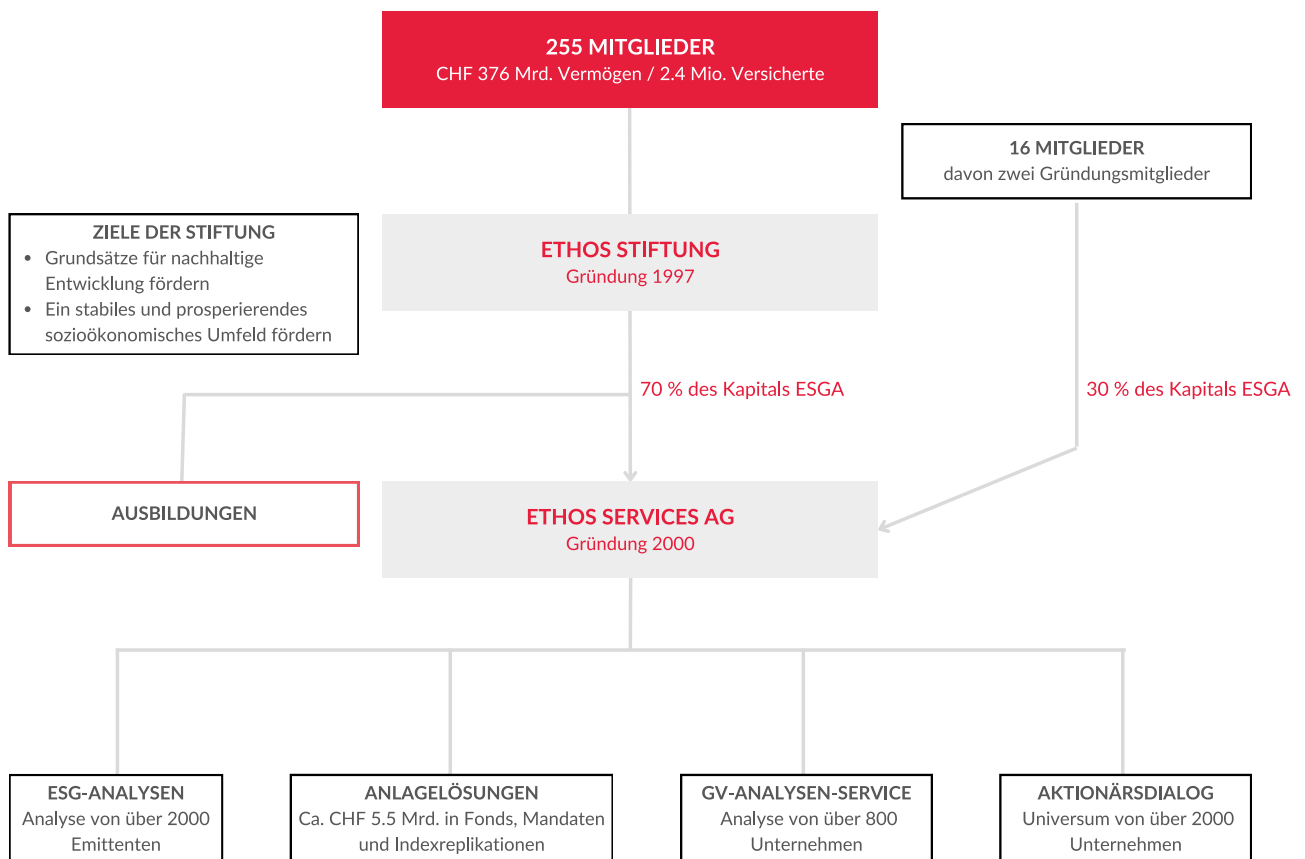 255 MITGLIEDER
CHF 376 Mrd. Vermögen / 2.4 Mio. Versicherte
16 MITGLIEDER
davon zwei Gründungsmitglieder
ZIELE DER STIFTUNG
• Grundsätze für nachhaltige
Entwicklung fördern
• Ein stabiles und prosperierendes
sozioökonomisches Umfeld fördern
ETHOS STIFTUNG
Gründung 1997
70 % des Kapitals ESGA
30 % des Kapitals ESGA
AUSBILDUNGEN
ETHOS SERVICES AG
Gründung 2000
ESG-ANALYSEN
Analyse von über 2000
Emittenten
ANLAGELÖSUNGEN
Ca. CHF 5.5 Mrd. in Fonds, Mandaten
und Indexreplikationen
GV-ANALYSEN-SERVICE
Analyse von über 800
Unternehmen
AKTIONÄRSDIALOG
Universum von über 2000
Unternehmen